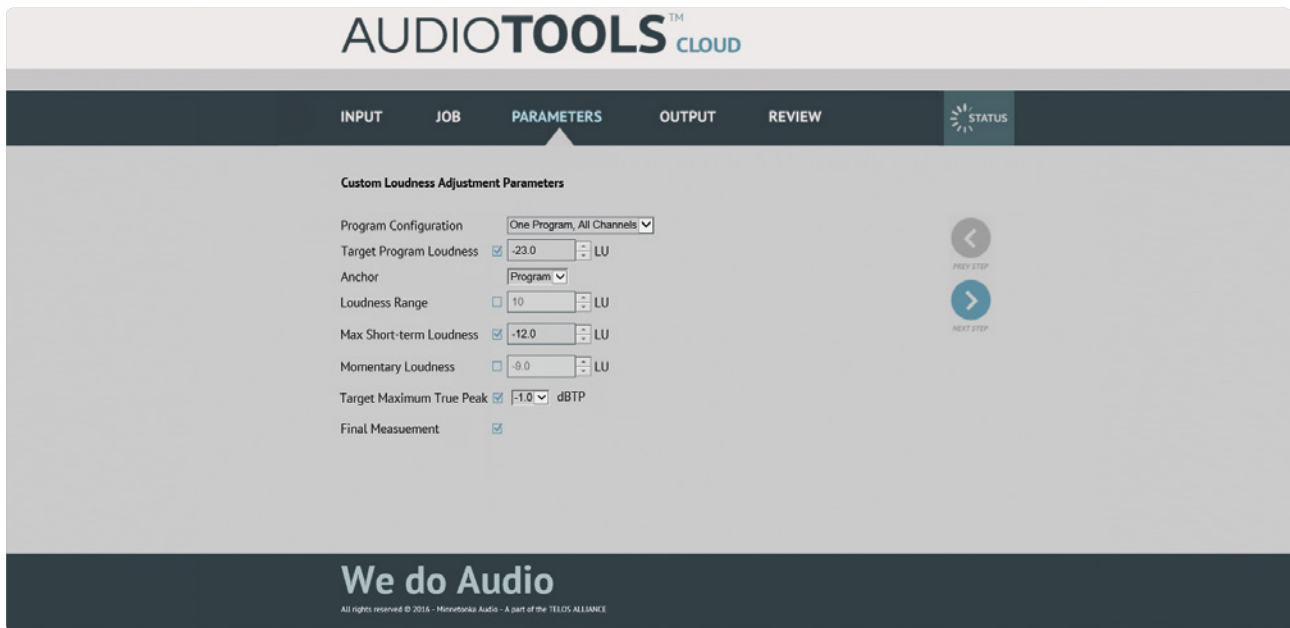 AUDIOTOOLS™ CLOUD
INPUT JOB PARAMETERS OUTPUT REVIEW STATUS
Custom Loudness Adjustment Parameters
Program Configuration One Program, All Channels
Target Program Loudness -23.0 LU
Anchor Program
Loudness Range 10 LU
Max Short-term Loudness -12.0 LU
Momentary Loudness -9.0 LU
Target Maximum True Peak -1.0 dBTP
Final Measuement
PREV STEP
NEXT STEP
We do Audio
All rights reserved © 2016 - Minnetonka Audio - A part of the TELOS ALLIANCE